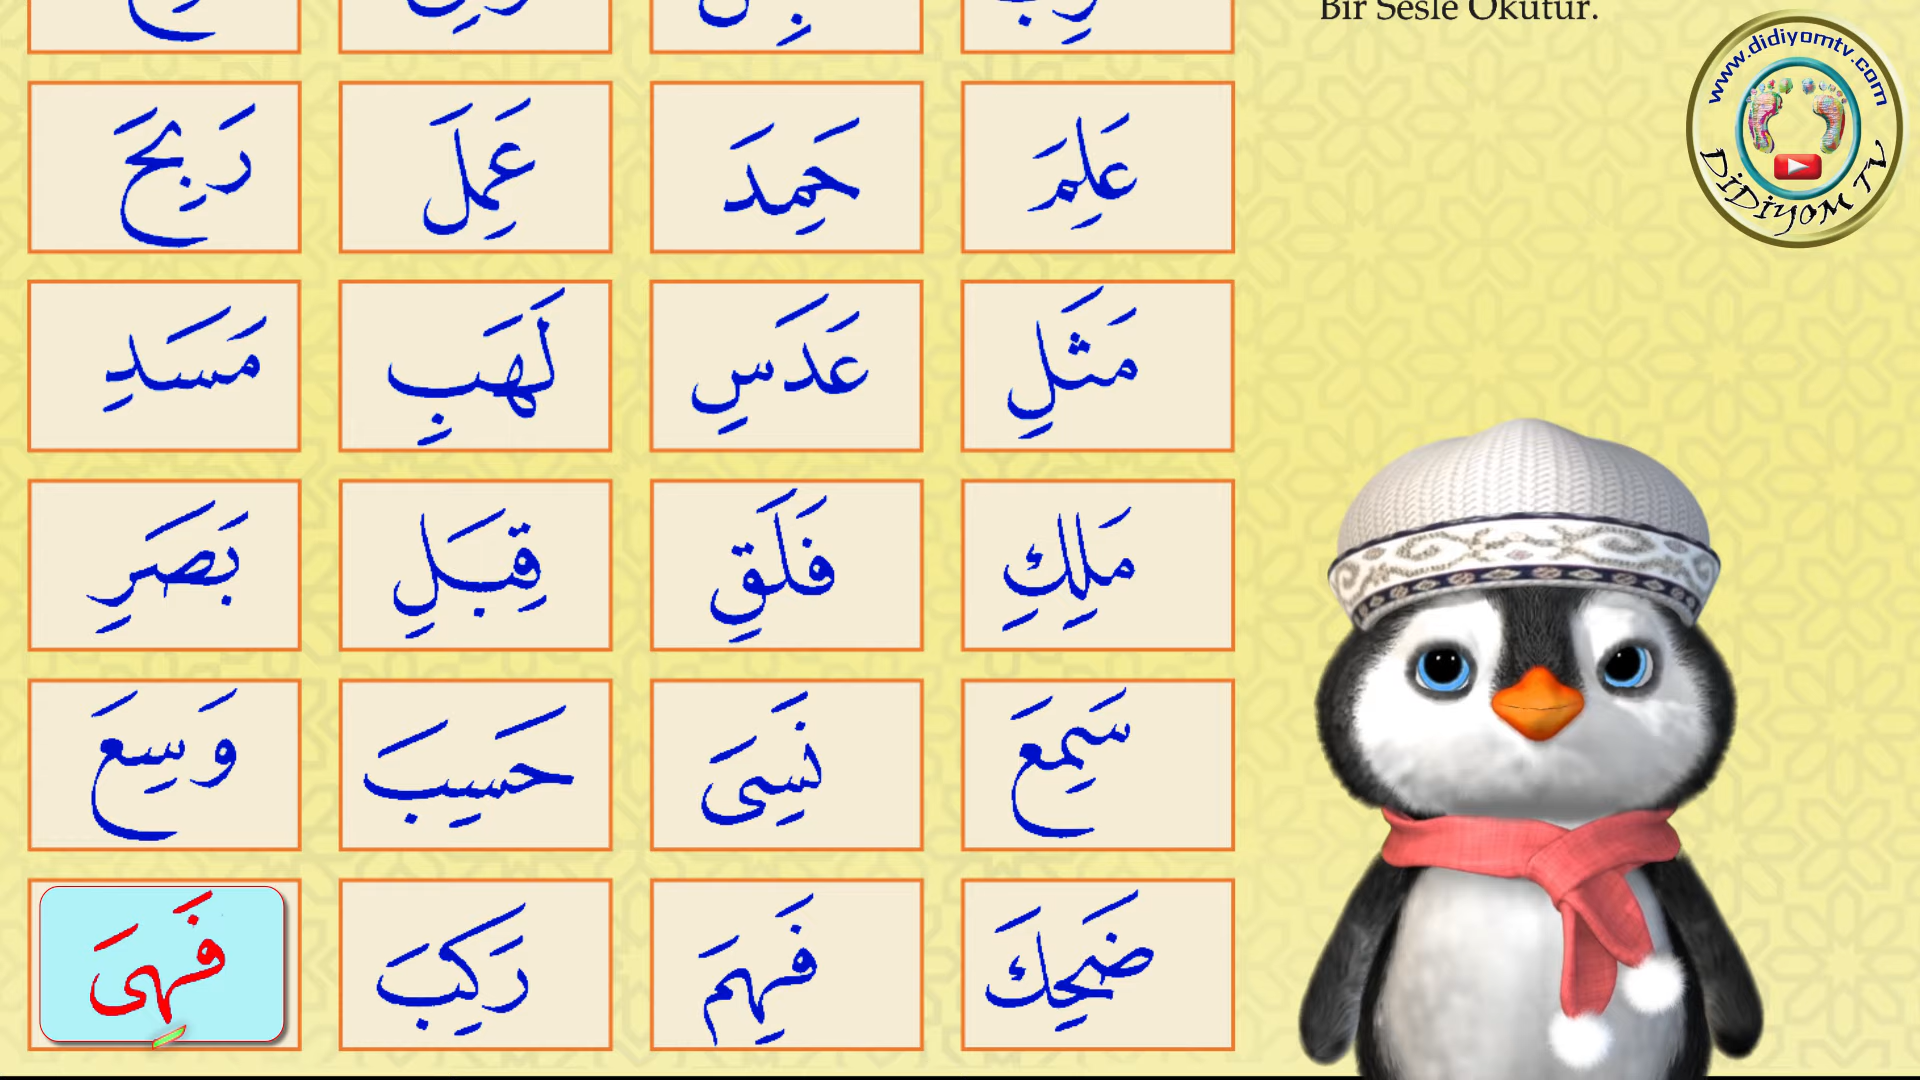 Bir Sesle Okutur.
www.didiyomtv.com
DiDiYOM TV
عَلِمَ حَمِدَ عَمِلَ رَبِحَ
مَثَلِ عَدَسِ لَهَبِ مَسَدِ
مَلِكِ فَلَقِ قِبَلِ بَصَرِ
سَمِعَ نَسِىَ حَسِبَ وَسِعَ
ضَحِكَ فَهِمَ رَكِبَ فَهِىَ